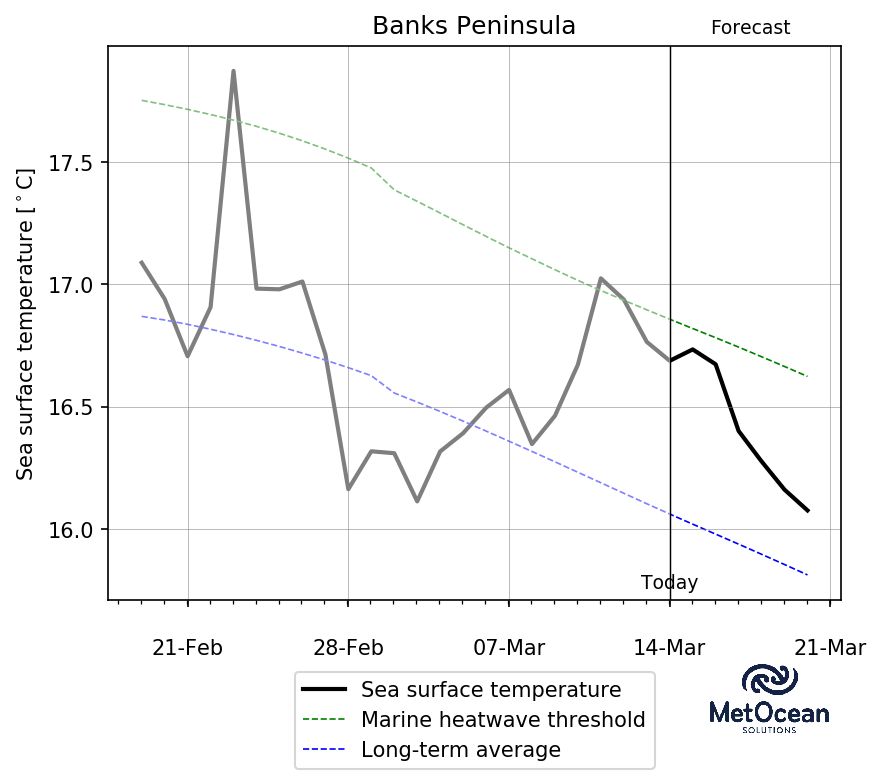 Banks Peninsula
Forecast
Sea surface temperature [°C]
17.5
17.0
16.5
16.0
Today
21-Feb 28-Feb 07-Mar 14-Mar 21-Mar
Sea surface temperature
Marine heatwave threshold
Long-term average
MetOcean
SOLUTIONS